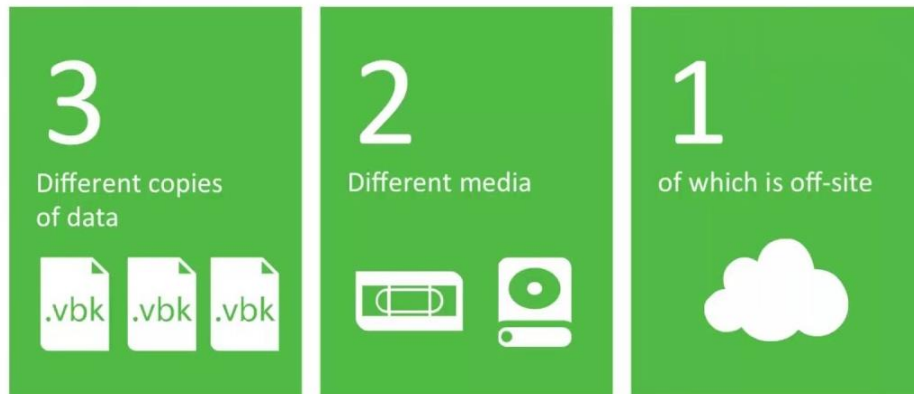 3
Different copies
of data
.vbk
.vbk
.vbk
2
Different media
1
of which is off-site